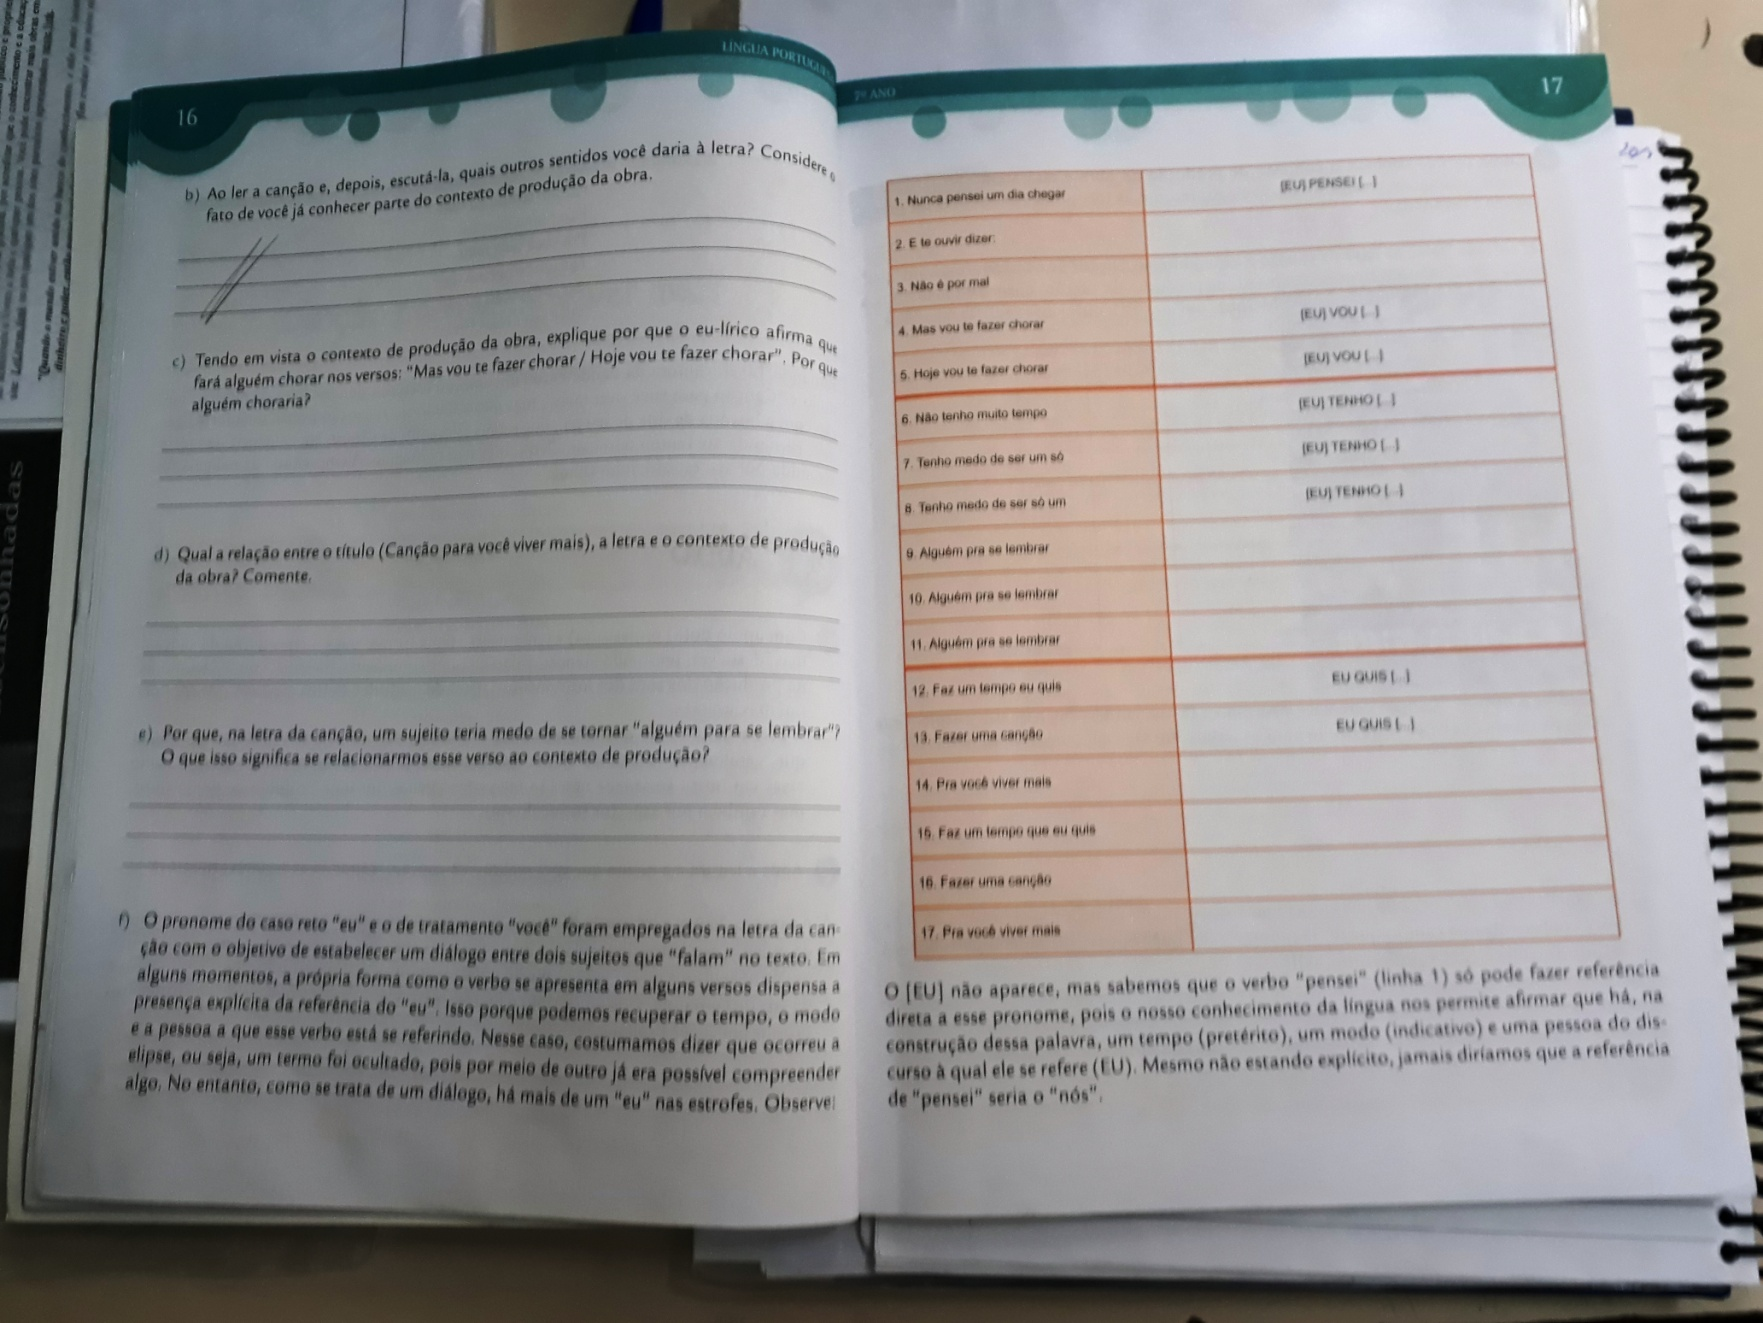 16
LÍNGUA PORTUGUESA
b) Ao ler a canção e, depois, escutá-la, quais outros sentidos você daria à letra? Considere o
fato de você já conhecer parte do contexto de produção da obra.
c) Tendo em vista o contexto de produção da obra, explique por que o eu-lírico afirma que
fará alguém chorar nos versos: "Mas vou te fazer chorar / Hoje vou te fazer chorar". Por que
alguém choraria?
d) Qual a relação entre o título (Canção para você viver mais), a letra e o contexto de produção
da obra? Comente.
e) Por que, na letra da canção, um sujeito teria medo de se tornar "alguém para se lembrar"?
O que isso significa se relacionarmos esse verso ao contexto de produção?
f) O pronome do caso reto "eu" e o de tratamento "você" foram empregados na letra da can-
ção com o objetivo de estabelecer um diálogo entre dois sujeitos que "falam" no texto. Em
alguns momentos, a própria forma como o verbo se apresenta em alguns versos dispensa a
presença explícita da referência do "eu". Isso porque podemos recuperar o tempo, o modo
e a pessoa a que esse verbo está se referindo. Nesse caso, costumamos dizer que ocorreu a
elipse, ou seja, um termo foi ocultado, pois por meio de outro já era possível compreender
algo. No entanto, como se trata de um diálogo, há mais de um "eu" nas estrofes. Observe:
7º ANO
17
1. Nunca pensei um dia chegar [EU] PENSEI [...]
2. E te ouvir dizer:
3. Não é por mal
4. Mas vou te fazer chorar [EU] VOU [...]
5. Hoje vou te fazer chorar [EU] VOU [...]
6. Não tenho muito tempo [EU] TENHO [...]
7. Tenho medo de ser um só [EU] TENHO [...]
8. Tenho medo de ser só um [EU] TENHO [...]
9. Alguém pra se lembrar
10. Alguém pra se lembrar
11. Alguém pra se lembrar
12. Faz um tempo eu quis EU QUIS [...]
13. Fazer uma canção EU QUIS [...]
14. Pra você viver mais
15. Faz um tempo que eu quis
16. Fazer uma canção
17. Pra você viver mais
O [EU] não aparece, mas sabemos que o verbo "pensei" (linha 1) só pode fazer referência
direta a esse pronome, pois o nosso conhecimento da língua nos permite afirmar que há, na
construção dessa palavra, um tempo (pretérito), um modo (indicativo) e uma pessoa do dis-
curso à qual ele se refere (EU). Mesmo não estando explícito, jamais diríamos que a referência
de "pensei" seria o "nós".